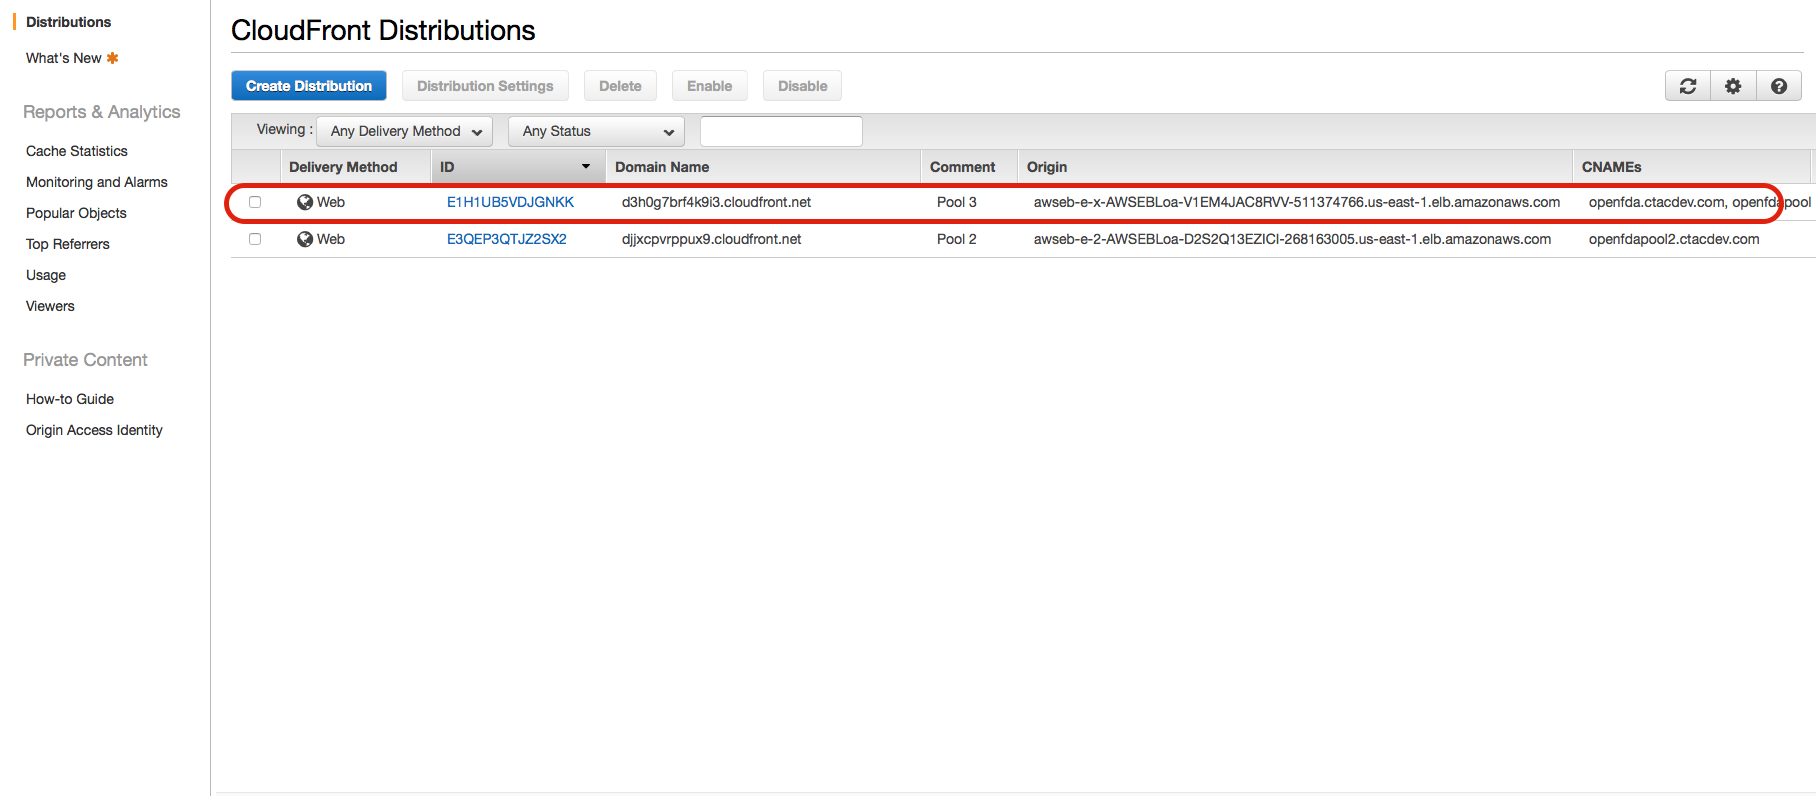 Distributions
What's New
Reports & Analytics
Cache Statistics
Monitoring and Alarms
Popular Objects
Top Referrers
Usage
Viewers
Private Content
How-to Guide
Origin Access Identity
CloudFront Distributions
Create Distribution Distribution Settings Delete Enable Disable
Viewing : Any Delivery Method Any Status
Delivery Method ID Domain Name Comment Origin CNAMEs
Web E1H1UB5VDJGNKK d3h0g7brf4k9i3.cloudfront.net Pool 3 awseb-e-x-AWSEBLoa-V1EM4JAC8RVV-511374766.us-east-1.elb.amazonaws.com openfda.ctacdev.com, openfdapool
Web E3QEP3QTJZ2SX2 djjxcpvrppux9.cloudfront.net Pool 2 awseb-e-2-AWSEBLoa-D2S2Q13EZICI-268163005.us-east-1.elb.amazonaws.com openfdapool2.ctacdev.com